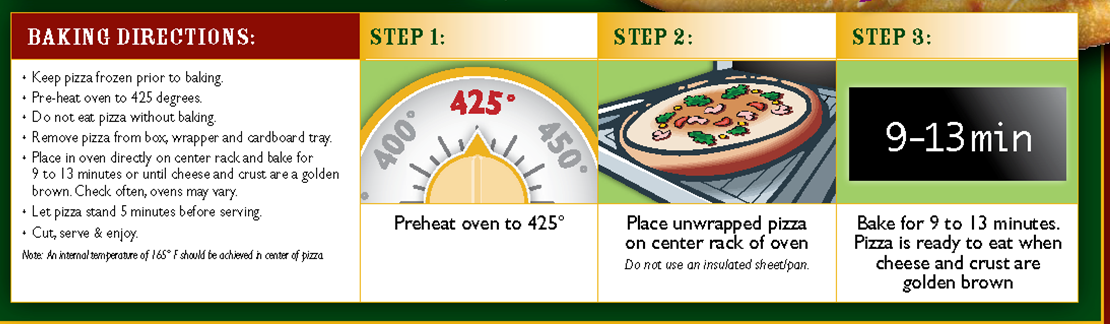 BAKING DIRECTIONS:
• Keep pizza frozen prior to baking.
• Pre-heat oven to 425 degrees.
• Do not eat pizza without baking.
• Remove pizza from box, wrapper and cardboard tray.
• Place in oven directly on center rack and bake for
9 to 13 minutes or until cheese and crust are a golden
brown. Check often, ovens may vary.
• Let pizza stand 5 minutes before serving.
• Cut, serve & enjoy.
Note: An internal temperature of 165° F should be achieved in center of pizza.
STEP 1:
400°
425°
450°
Preheat oven to 425°
STEP 2:
Place unwrapped pizza
on center rack of oven
Do not use an insulated sheet/pan.
STEP 3:
9-13min
Bake for 9 to 13 minutes.
Pizza is ready to eat when
cheese and crust are
golden brown